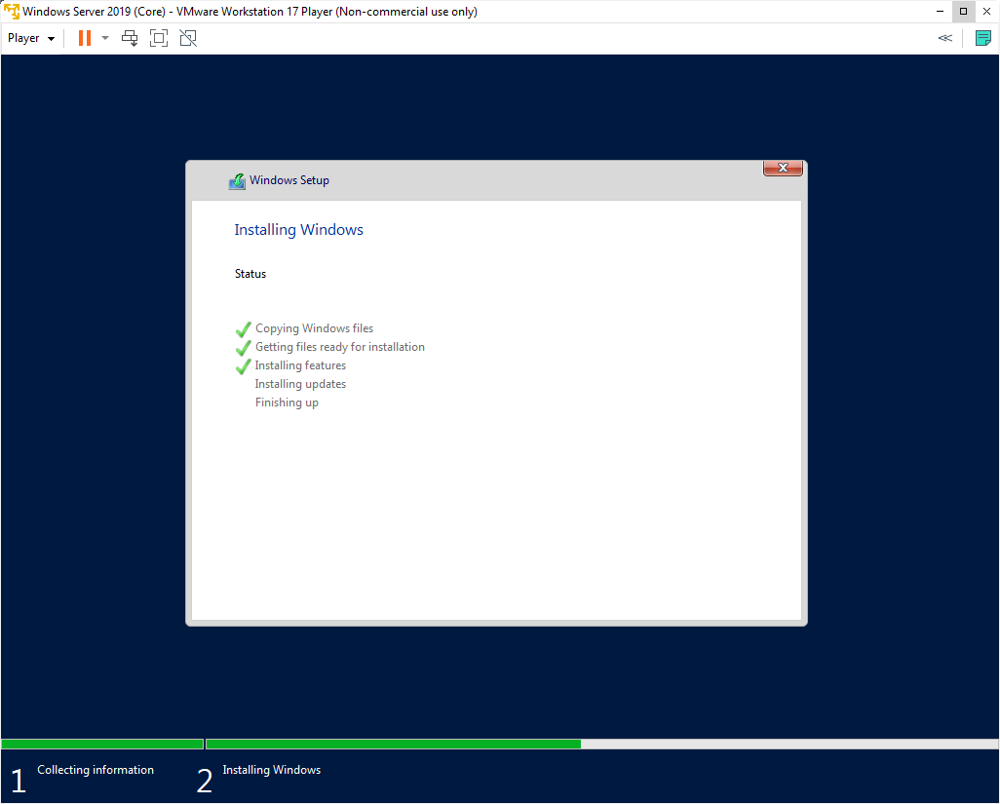 Windows Server 2019 (Core) - VMware Workstation 17 Player (Non-commercial use only)
Player
Windows Setup
Installing Windows
Status
Copying Windows files
Getting files ready for installation
Installing features
Installing updates
Finishing up
1 Collecting information 2 Installing Windows